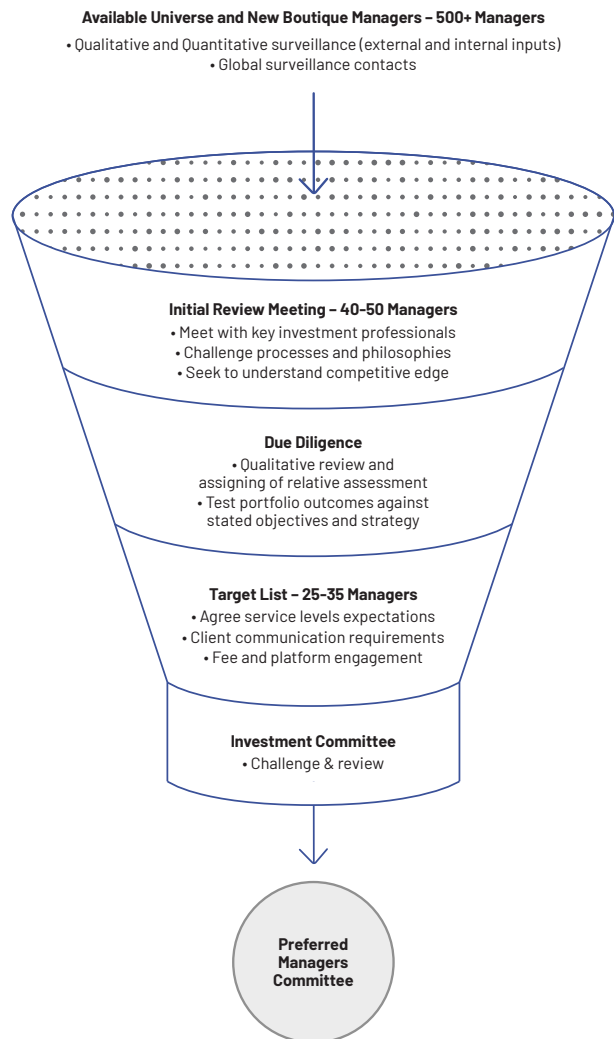 Available Universe and New Boutique Managers – 500+ Managers
• Qualitative and Quantitative surveillance (external and internal inputs)
• Global surveillance contacts
Initial Review Meeting – 40-50 Managers
• Meet with key investment professionals
• Challenge processes and philosophies
• Seek to understand competitive edge
Due Diligence
• Qualitative review and
assigning of relative assessment
• Test portfolio outcomes against
stated objectives and strategy
Target List – 25-35 Managers
• Agree service levels expectations
• Client communication requirements
• Fee and platform engagement
Investment Committee
• Challenge & review
Preferred
Managers
Committee